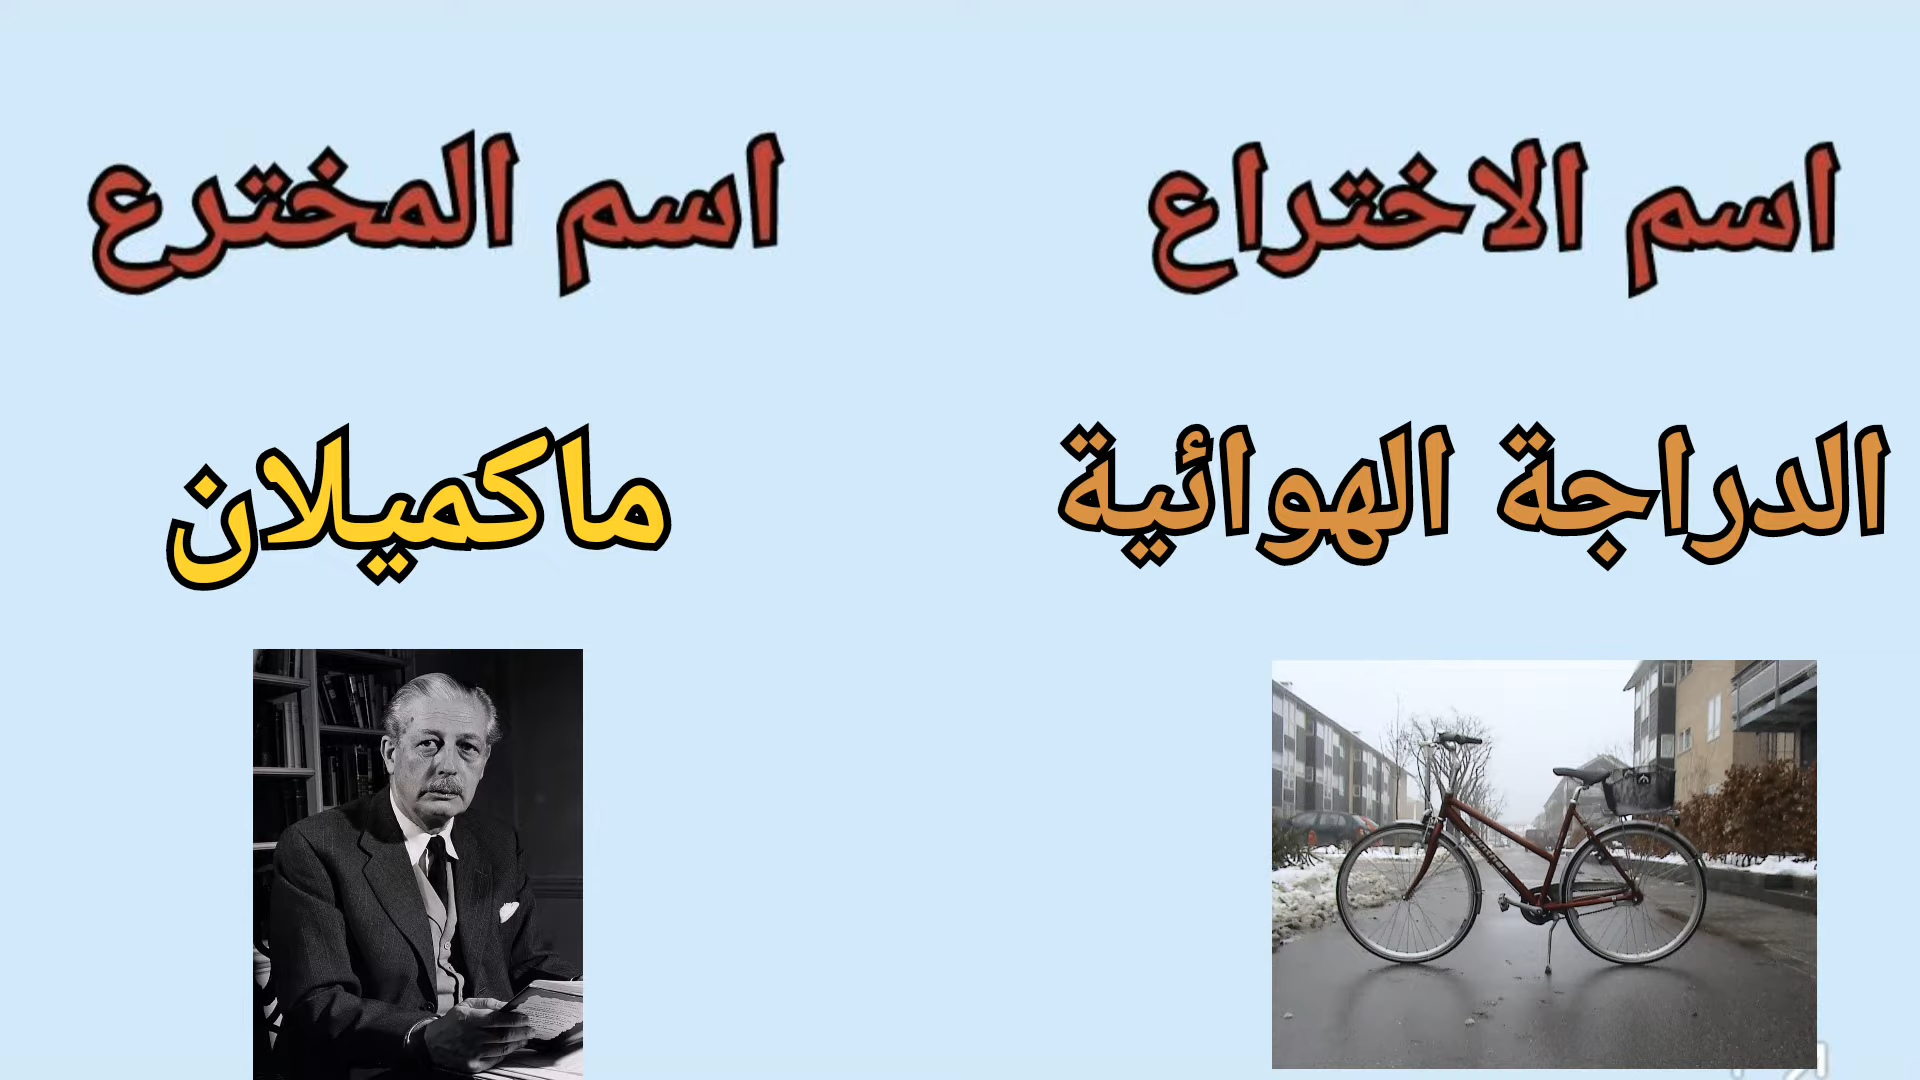 اسم الاختراع
اسم المخترع
الدراجة الهوائية
ماكميلان